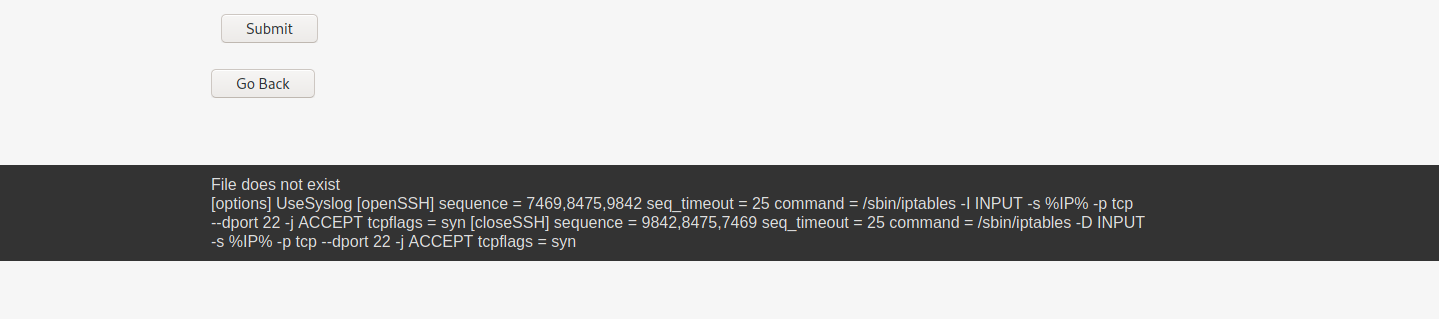 Submit
Go Back
File does not exist
[options] UseSyslog [openSSH] sequence = 7469,8475,9842 seq_timeout = 25 command = /sbin/iptables -I INPUT -s %IP% -p tcp
--dport 22 -j ACCEPT tcpflags = syn [closeSSH] sequence = 9842,8475,7469 seq_timeout = 25 command = /sbin/iptables -D INPUT
-s %IP% -p tcp --dport 22 -j ACCEPT tcpflags = syn